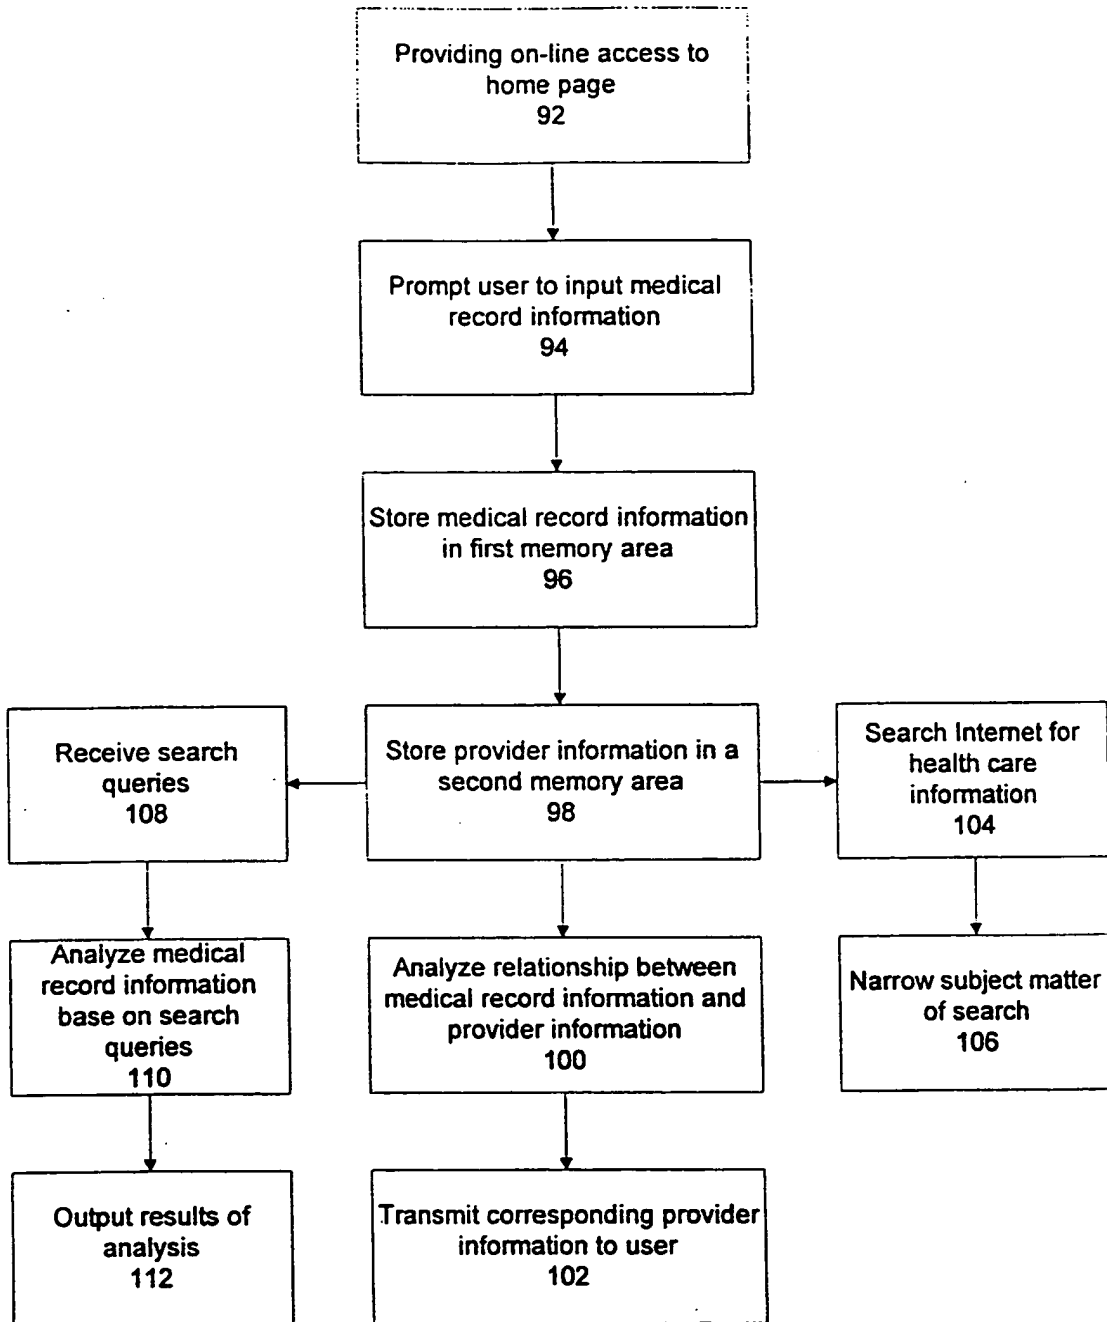 Providing on-line access to
home page
92
Prompt user to input medical
record information
94
Store medical record information
in first memory area
96
Store provider information in a
second memory area
98
Receive search
queries
108
Search Internet for
health care
information
104
Analyze medical
record information
base on search
queries
110
Analyze relationship between
medical record information and
provider information
100
Narrow subject matter
of search
106
Output results of
analysis
112
Transmit corresponding provider
information to user
102